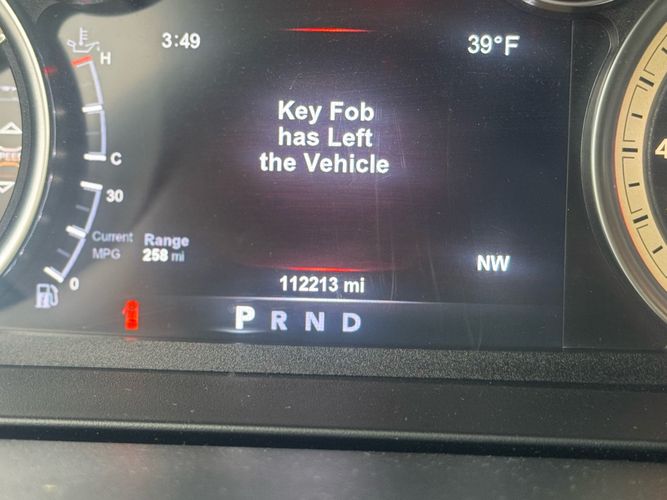 3:49
39°F
H
Key Fob
has Left
the Vehicle
C
30
Current
MPG
Range
258 mi
0
NW
112213 mi
P R N D
4